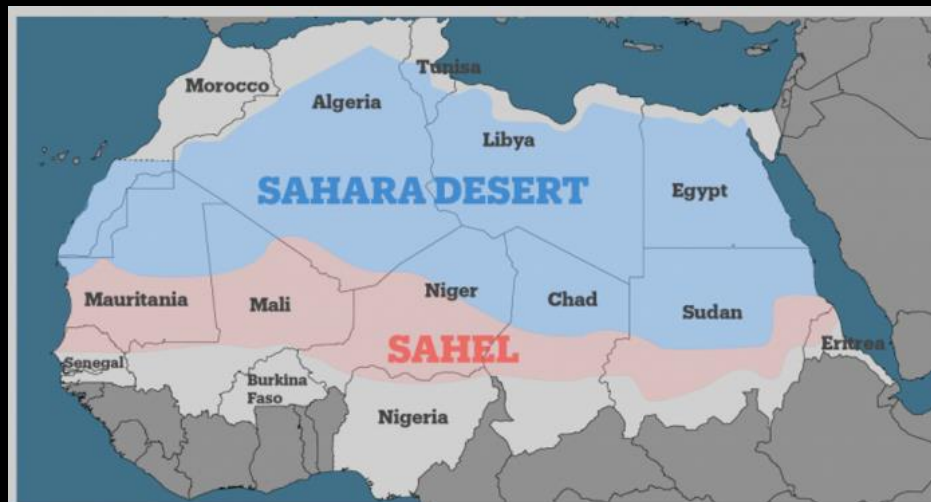 Tunisa
Morocco
Algeria
Libya
SAHARA DESERT
Egypt
Mauritania
Mali
Niger
Chad
Sudan
SAHEL
Eritrea
Senegal
Burkina
Faso
Nigeria